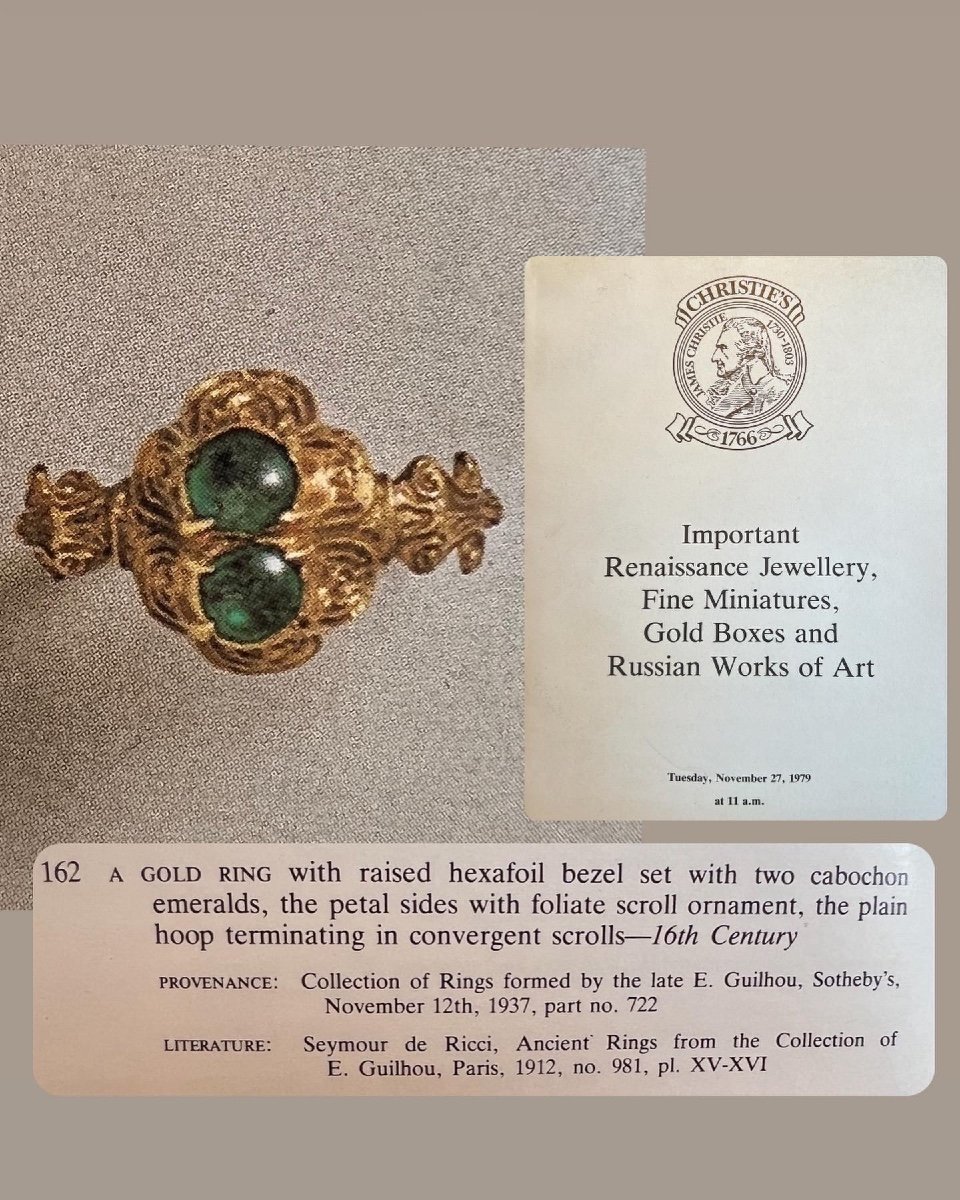 CHRISTIE'S
JAMES CHRISTIE 1730-1803
1766
Important
Renaissance Jewellery,
Fine Miniatures,
Gold Boxes and
Russian Works of Art
Tuesday, November 27, 1979
at 11 a.m.
162 A GOLD RING with raised hexafoil bezel set with two cabochon
emeralds, the petal sides with foliate scroll ornament, the plain
hoop terminating in convergent scrolls—16th Century
PROVENANCE: Collection of Rings formed by the late E. Guilhou, Sotheby's,
November 12th, 1937, part no. 722
LITERATURE: Seymour de Ricci, Ancient Rings from the Collection of
E. Guilhou, Paris, 1912, no. 981, pl. XV-XVI